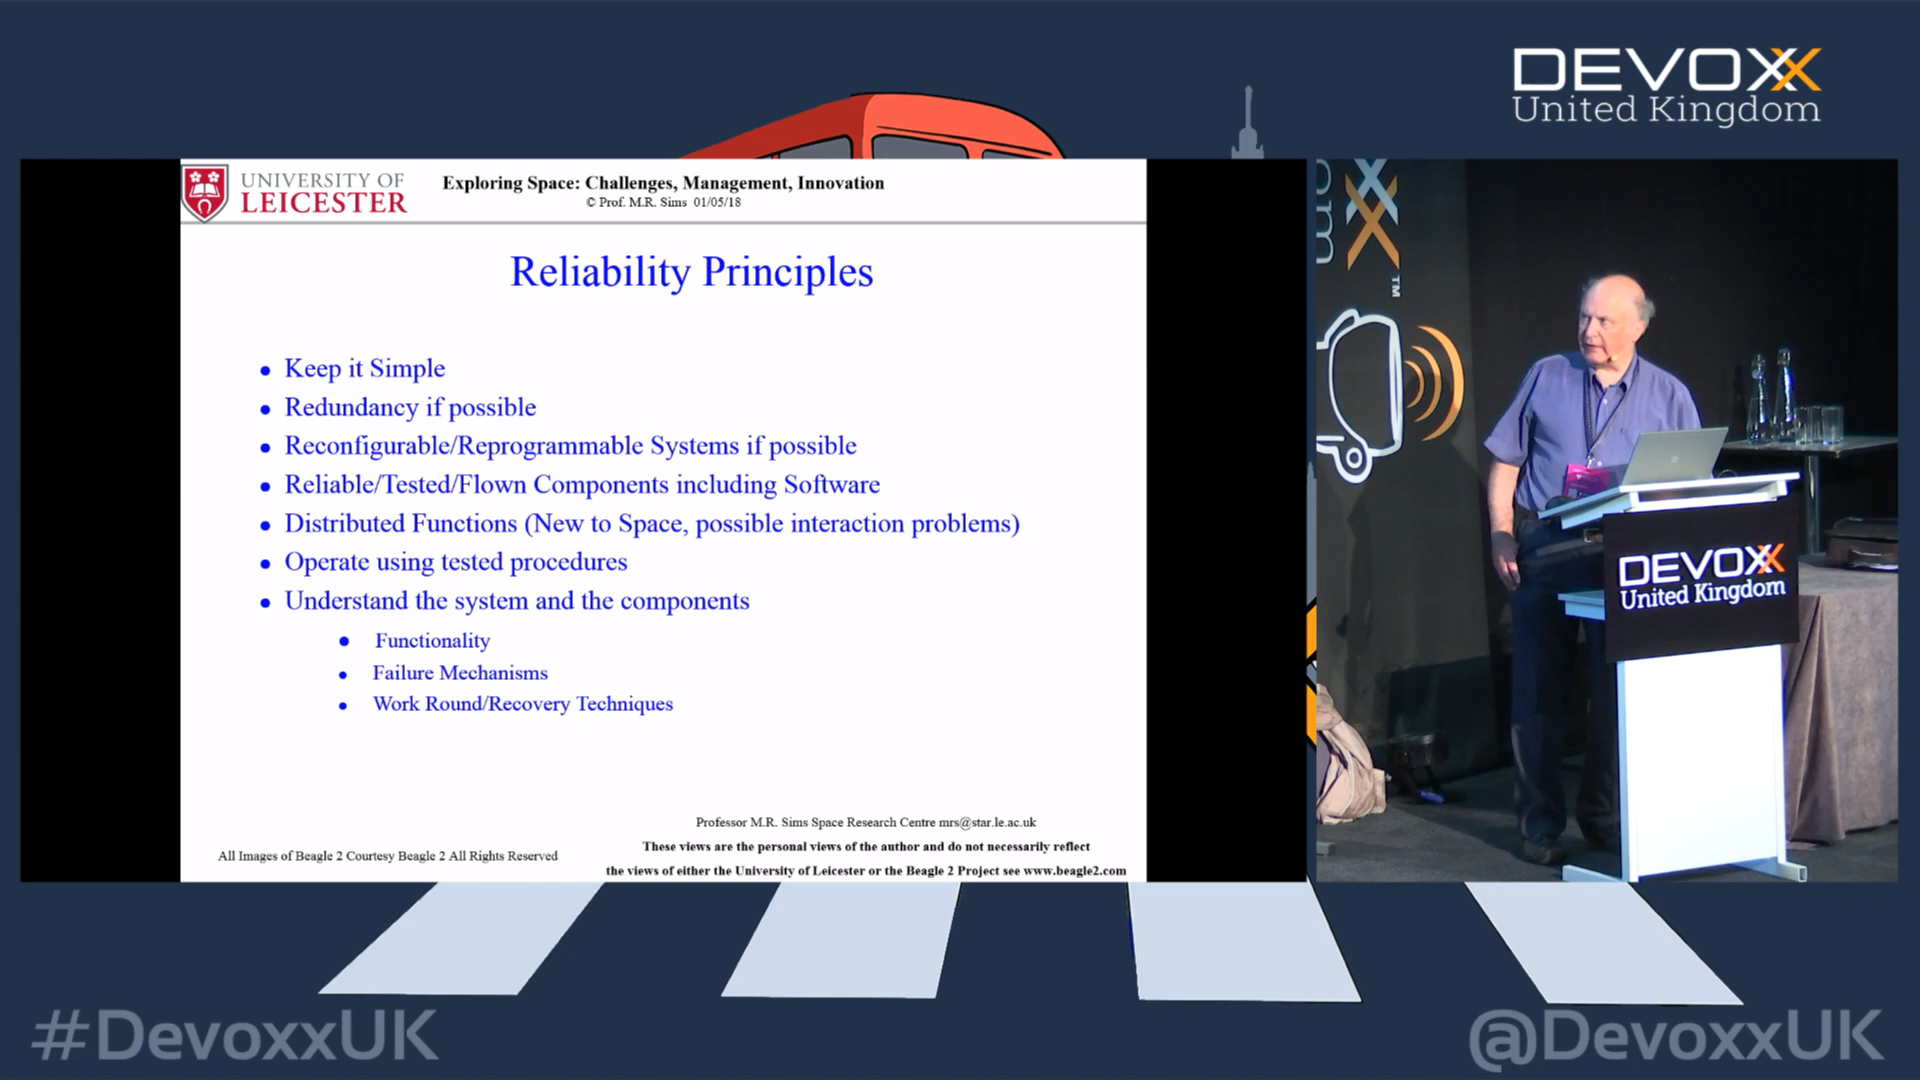 DEVOXX
United Kingdom
UNIVERSITY OF
LEICESTER
Exploring Space: Challenges, Management, Innovation
© Prof. M.R. Sims 01/05/18
Reliability Principles
• Keep it Simple
• Redundancy if possible
• Reconfigurable/Reprogrammable Systems if possible
• Reliable/Tested/Flown Components including Software
• Distributed Functions (New to Space, possible interaction problems)
• Operate using tested procedures
• Understand the system and the components
• Functionality
• Failure Mechanisms
• Work Round/Recovery Techniques
Professor M.R. Sims Space Research Centre mrs@star.le.ac.uk
These views are the personal views of the author and do not necessarily reflect
All Images of Beagle 2 Courtesy Beagle 2 All Rights Reserved
the views of either the University of Leicester or the Beagle 2 Project see www.beagle2.com
TM
DEVOXX
United Kingdom
#DevoxxUK
@DevoxxUK